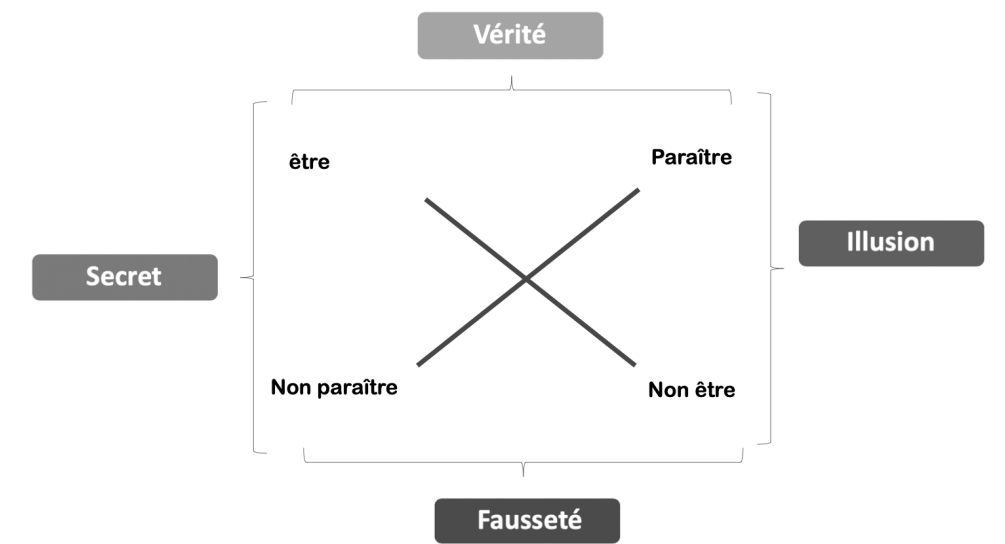 Vérité
être
Paraître
Illusion
Secret
Non paraître
Non être
Fausseté